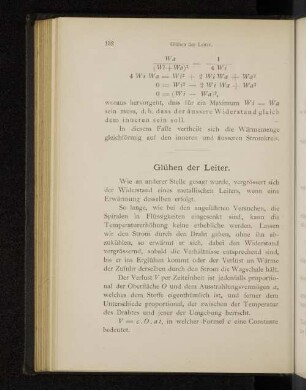 182 Glühen der Leiter.
Wa / (Wi + Wa)² = 1 / 4 Wi
4 Wi Wa = Wi² + 2 Wi Wa + Wa²
0 = Wi² − 2 Wi Wa + Wa²
0 = (Wi − Wa)²,
woraus hervorgeht, dass für ein Maximum Wi = Wa
sein muss, d. h. dass der äussere Widerstand gleich
dem inneren sein soll.
In diesem Falle vertheilt sich die Wärmemenge
gleichförmig auf den inneren und äusseren Stromkreis.
Glühen der Leiter.
Wie an anderer Stelle gesagt wurde, vergrössert sich
der Widerstand eines metallischen Leiters, wenn eine
Erwärmung desselben erfolgt.
So lange, wie bei den angeführten Versuchen, die
Spiralen in Flüssigkeiten eingesenkt sind, kann die
Temperaturerhöhung keine erhebliche werden. Lassen
wir den Strom durch den Draht gehen, ohne ihn ab-
zukühlen, so erwärmt er sich, dabei den Widerstand
vergrössernd, sobald die Verhältnisse entsprechend sind,
bis er ins Erglühen kommt oder der Verlust an Wärme
der Zufuhr derselben durch den Strom die Wagschale hält.
Der Verlust V per Zeiteinheit ist jedenfalls proportio-
nal der Oberfläche O und dem Ausstrahlungsvermögen a,
welches dem Stoffe eigenthümlich ist, und ferner dem
Unterschiede proportional, der zwischen der Temperatur
des Drahtes und jener der Umgebung herrscht.
V = c . O . a t, in welcher Formel c eine Constante
bedeutet.